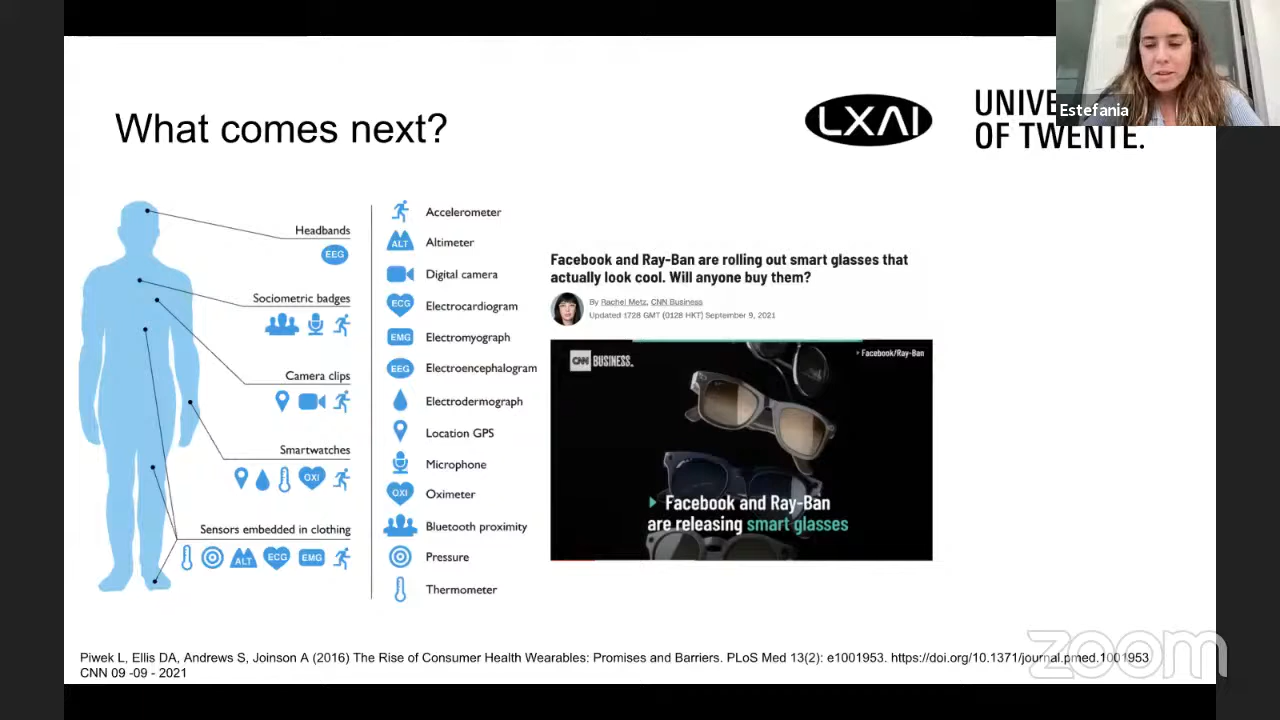 What comes next?
LXAI
UNIVE
OF TWENTE.
Estefania
Headbands
EEG
Sociometric badges
Camera clips
Smartwatches
OXI
Sensors embedded in clothing
ALT
ECG
EMG
Accelerometer
ALT Altimeter
Digital camera
ECG Electrocardiogram
EMG Electromyograph
EEG Electroencephalogram
Electrodermograph
Location GPS
Microphone
OXI Oximeter
Bluetooth proximity
Pressure
Thermometer
Facebook and Ray-Ban are rolling out smart glasses that
actually look cool. Will anyone buy them?
By Rachel Metz, CNN Business
Updated 1728 GMT (0128 HKT) September 9, 2021
CNN BUSINESS
Facebook/Ray-Ban
Facebook and Ray-Ban
are releasing smart glasses
Piwek L, Ellis DA, Andrews S, Joinson A (2016) The Rise of Consumer Health Wearables: Promises and Barriers. PLoS Med 13(2): e1001953. https://doi.org/10.1371/journal.pmed.1001953
CNN 09 -09 - 2021
zoom